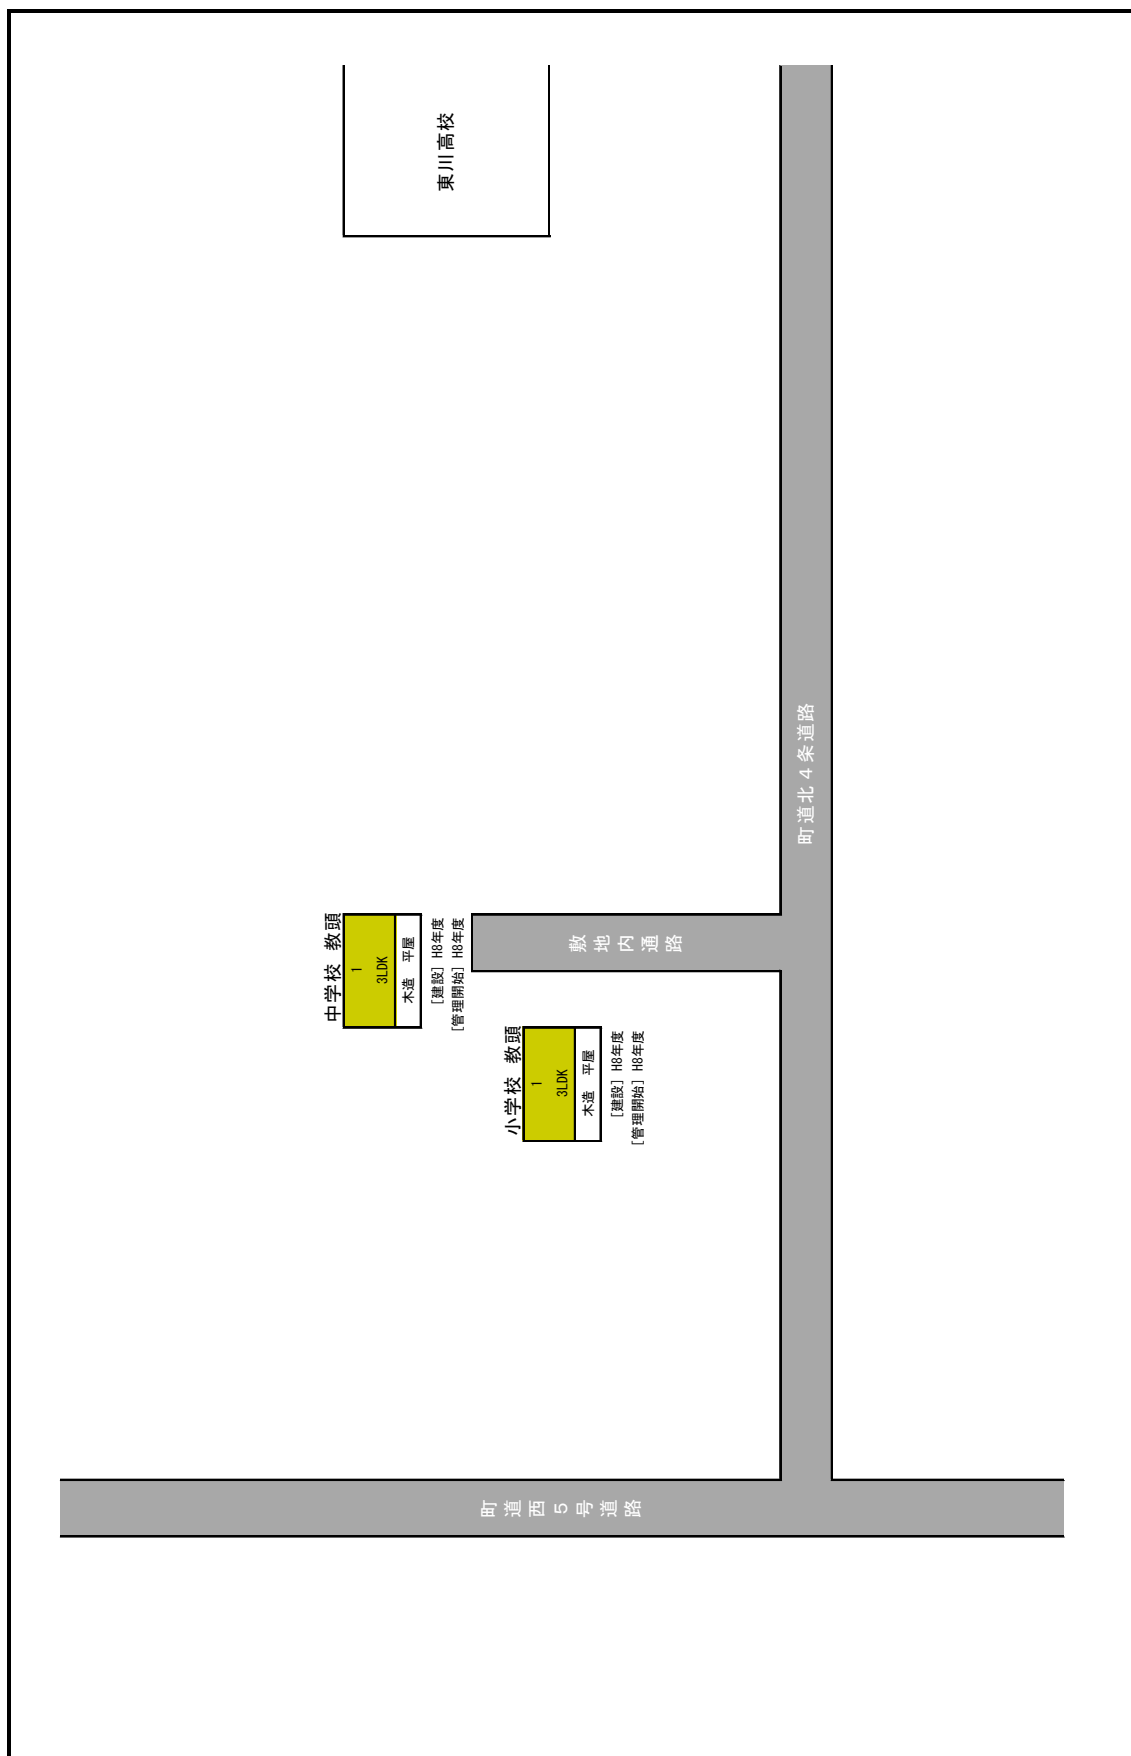 東川高校
町道北４条道路
中学校 教頭
1
3LDK
木造 平屋
[建設] H8年度
[管理開始] H8年度
敷地内通路
小学校 教頭
1
3LDK
木造 平屋
[建設] H8年度
[管理開始] H8年度
町道西５号道路